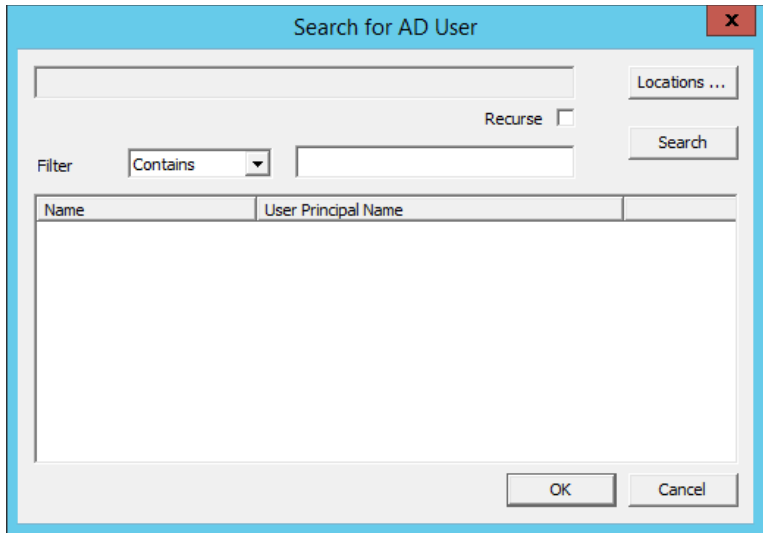 Search for AD User
x
Locations ...
Recurse
Search
Filter Contains
Name User Principal Name
OK Cancel